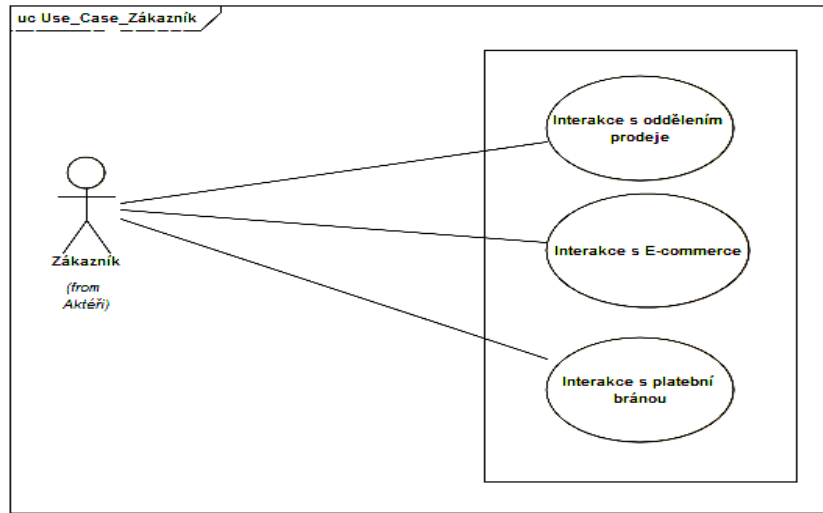 uc Use_Case_Zákazník
Interakce s oddělením
prodeje
Interakce s E-commerce
Zákazník
(from
Aktéři)
Interakce s platební
bránou